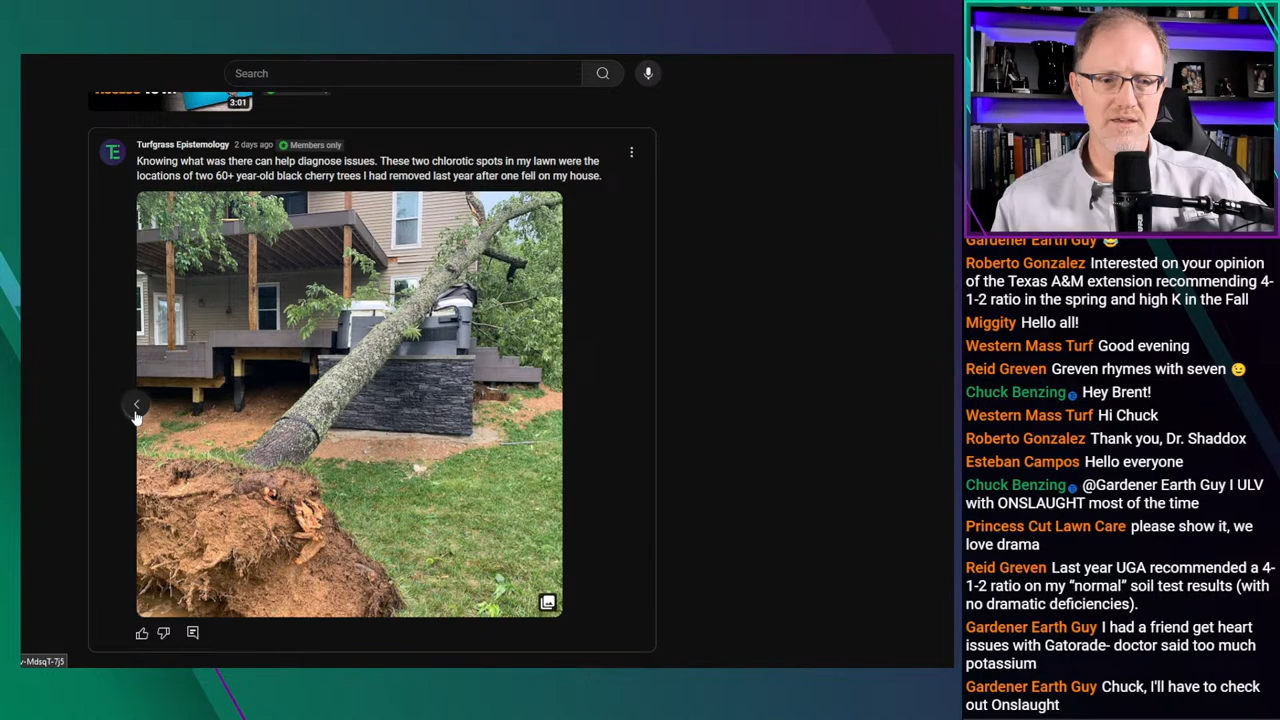 Search
3:01
Turfgrass Epistemology 2 days ago Members only
Knowing what was there can help diagnose issues. These two chlorotic spots in my lawn were the
locations of two 60+ year-old black cherry trees I had removed last year after one fell on my house.
v-MdsqT-7j5
Gardener Earth Guy 😂
Roberto Gonzalez Interested on your opinion
of the Texas A&M extension recommending 4-
1-2 ratio in the spring and high K in the Fall
Miggity Hello all!
Western Mass Turf Good evening
Reid Greven Greven rhymes with seven 😉
Chuck Benzing Hey Brent!
Western Mass Turf Hi Chuck
Roberto Gonzalez Thank you, Dr. Shaddox
Esteban Campos Hello everyone
Chuck Benzing @Gardener Earth Guy I ULV
with ONSLAUGHT most of the time
Princess Cut Lawn Care please show it, we
love drama
Reid Greven Last year UGA recommended a 4-
1-2 ratio on my “normal” soil test results (with
no dramatic deficiencies).
Gardener Earth Guy I had a friend get heart
issues with Gatorade- doctor said too much
potassium
Gardener Earth Guy Chuck, I'll have to check
out Onslaught